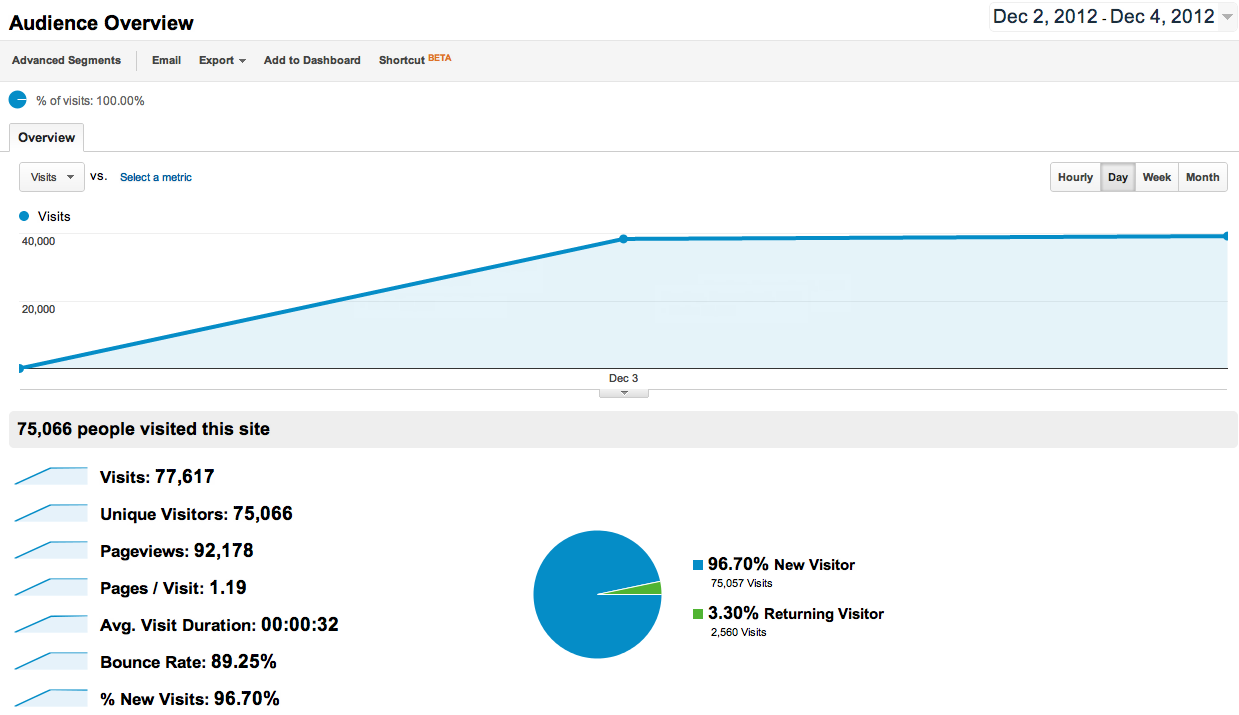 Audience Overview
Dec 2, 2012 - Dec 4, 2012
Advanced Segments Email Export Add to Dashboard Shortcut BETA
% of visits: 100.00%
Overview
Visits vs. Select a metric Hourly Day Week Month
Visits
40,000
20,000
Dec 3
75,066 people visited this site
Visits: 77,617
Unique Visitors: 75,066
Pageviews: 92,178
Pages / Visit: 1.19
Avg. Visit Duration: 00:00:32
Bounce Rate: 89.25%
% New Visits: 96.70%
96.70% New Visitor
75,057 Visits
3.30% Returning Visitor
2,560 Visits